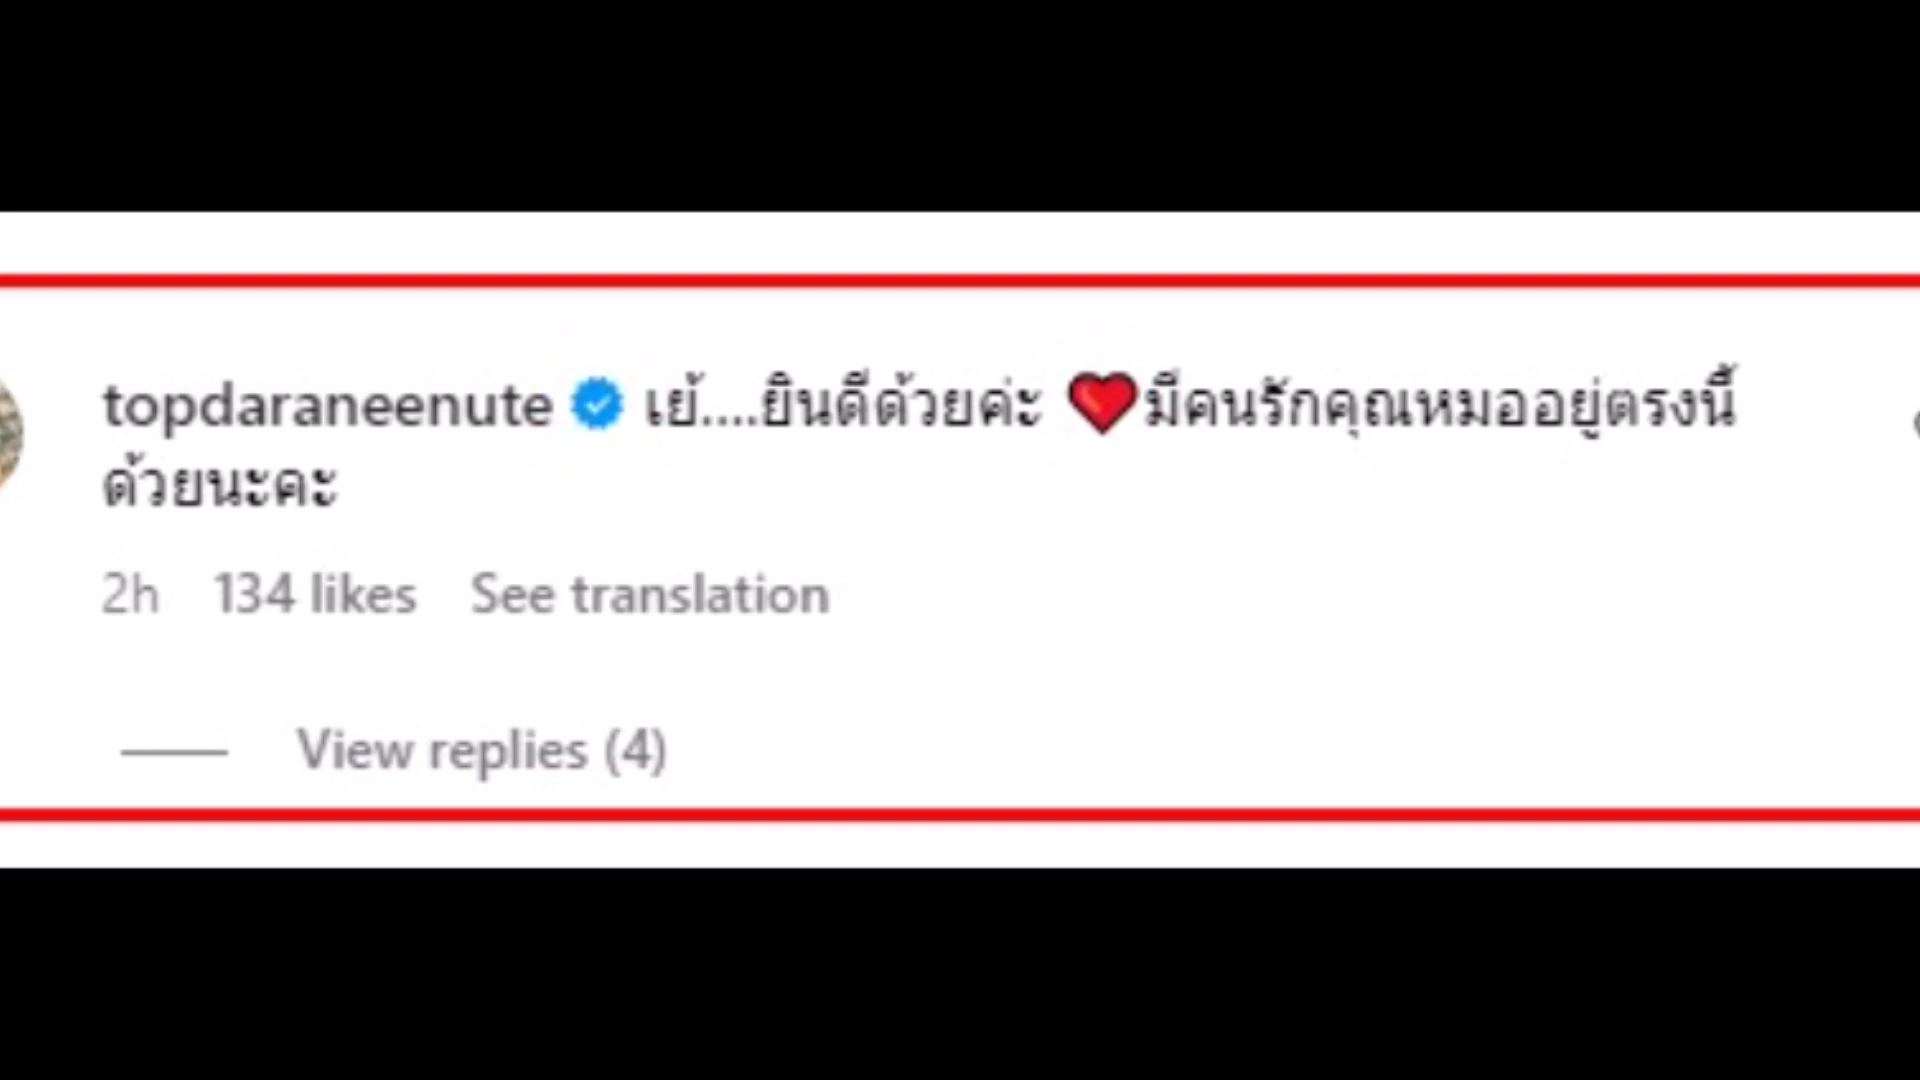 topdaraneenute เย้....ยินดีด้วยค่ะ ❤️มีคนรักคุณหมออยู่ตรงนี้
ด้วยนะคะ
2h 134 likes See translation
View replies (4)